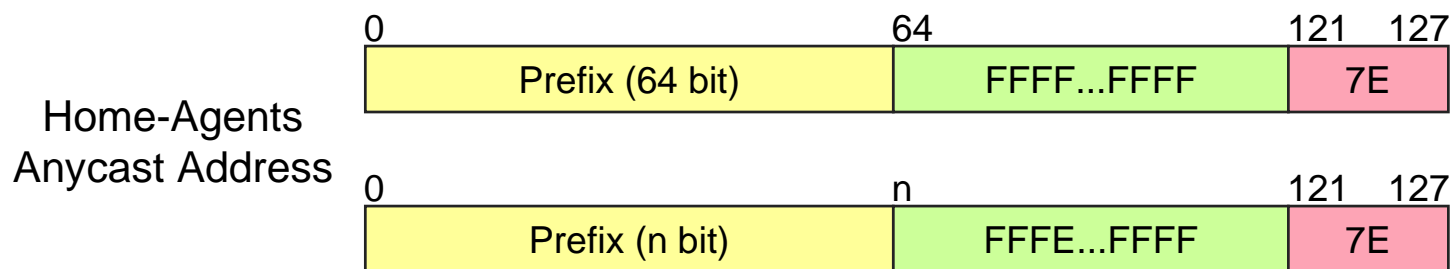 0 64 121 127
Prefix (64 bit) FFFF...FFFF 7E
Home-Agents
Anycast Address
0 n 121 127
Prefix (n bit) FFFE...FFFF 7E